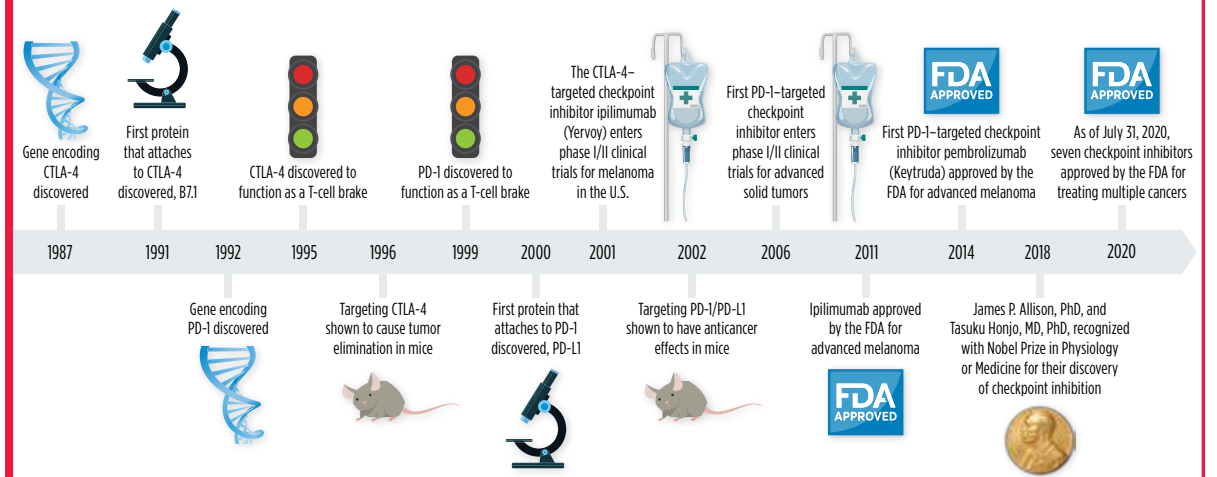 Gene encoding
CTLA-4
discovered
First protein
that attaches
to CTLA-4
discovered, B7.1
CTLA-4 discovered to
function as a T-cell brake
PD-1 discovered to
function as a T-cell brake
The CTLA-4–
targeted checkpoint
inhibitor ipilimumab
(Yervoy) enters
phase I/II clinical
trials for melanoma
in the U.S.
First PD-1–targeted
checkpoint
inhibitor enters
phase I/II clinical
trials for advanced
solid tumors
FDA
APPROVED
First PD-1–targeted checkpoint
inhibitor pembrolizumab
(Keytruda) approved by the
FDA for advanced melanoma
FDA
APPROVED
As of July 31, 2020,
seven checkpoint inhibitors
approved by the FDA for
treating multiple cancers
1987 1991 1992 1995 1996 1999 2000 2001 2002 2006 2011 2014 2018 2020
Gene encoding
PD-1 discovered
Targeting CTLA-4
shown to cause tumor
elimination in mice
First protein that
attaches to PD-1
discovered, PD-L1
Targeting PD-1/PD-L1
shown to have anticancer
effects in mice
Ipilimumab approved
by the FDA for
advanced melanoma
FDA
APPROVED
James P. Allison, PhD, and
Tasuku Honjo, MD, PhD, recognized
with Nobel Prize in Physiology
or Medicine for their discovery
of checkpoint inhibition